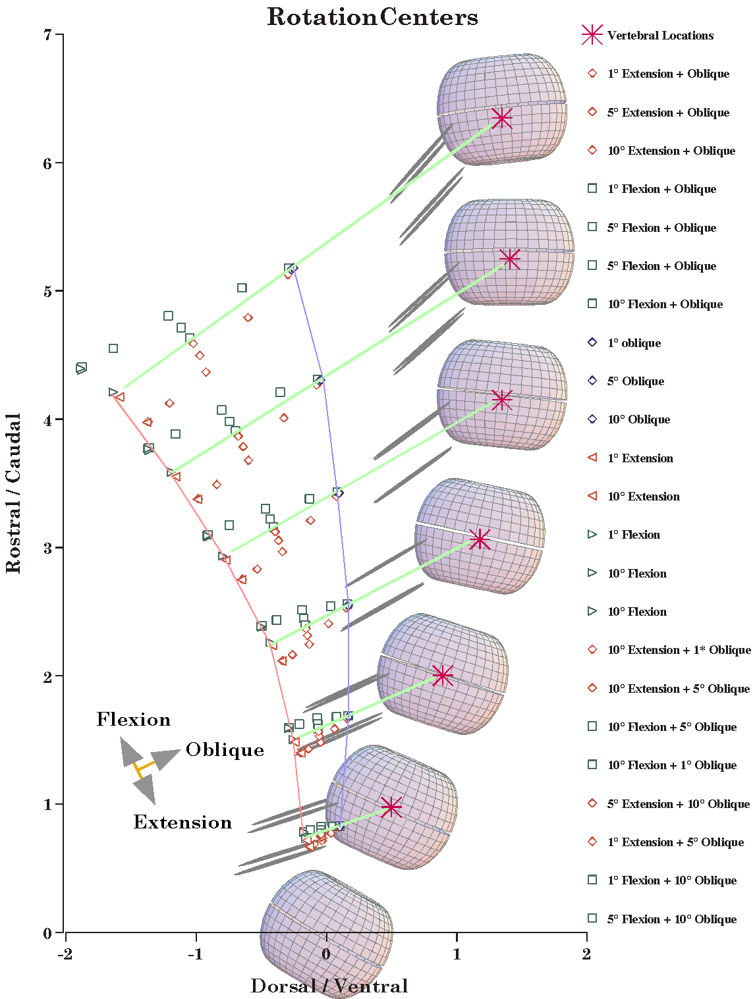 Rotation Centers
7
6
5
4
3
2
1
0
-2
-1
0
1
2
Rostral / Caudal
Dorsal / Ventral
Flexion
Oblique
Extension
Vertebral Locations
1° Extension + Oblique
5° Extension + Oblique
10° Extension + Oblique
1° Flexion + Oblique
5° Flexion + Oblique
5° Flexion + Oblique
10° Flexion + Oblique
1° oblique
5° Oblique
10° Oblique
1° Extension
10° Extension
1° Flexion
10° Flexion
10° Flexion
10° Extension + 1* Oblique
10° Extension + 5° Oblique
10° Flexion + 5° Oblique
10° Flexion + 1° Oblique
5° Extension + 10° Oblique
1° Extension + 5° Oblique
1° Flexion + 10° Oblique
5° Flexion + 10° Oblique